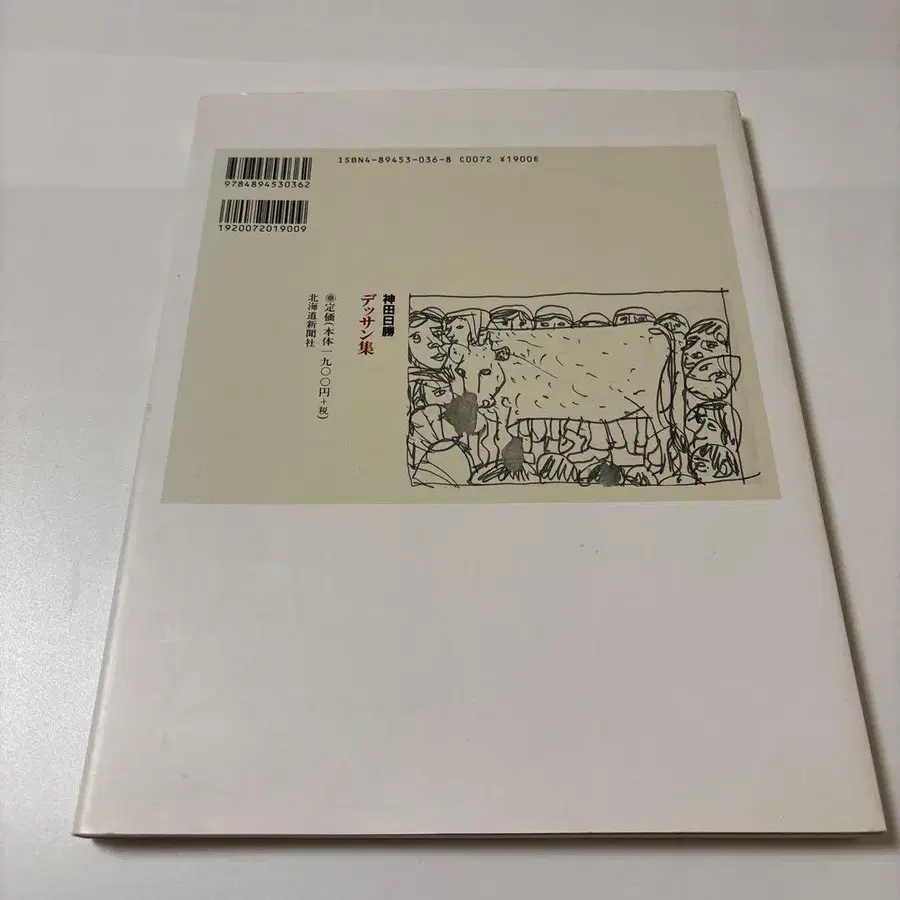 ISBN4-89453-036-8 C0072 ¥1900E
9784894530362
1920072019009
神田日勝
デッサン集
定価(本体一九〇〇円+税)
北海道新聞社